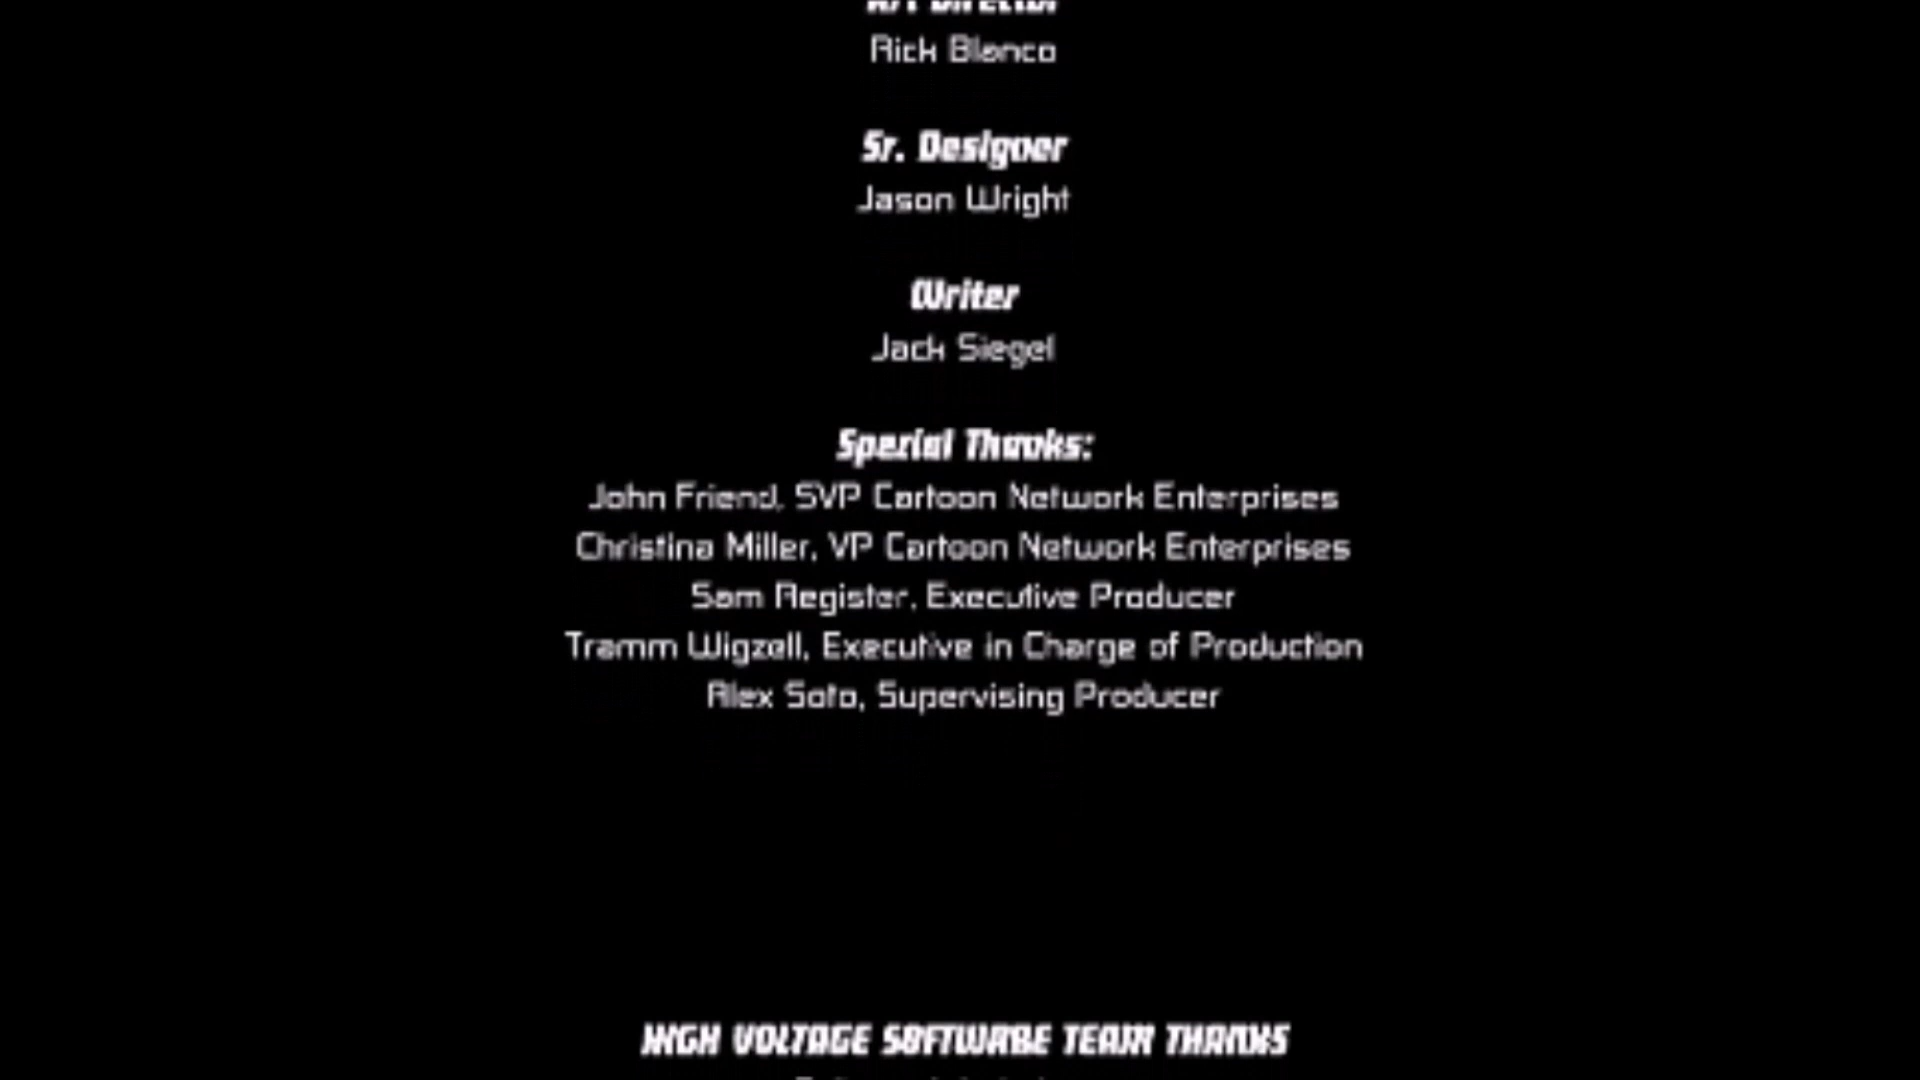 Art Director
Rick Blanco
Sr. Designer
Jason Wright
Writer
Jack Siegel
Special Thanks:
John Friend, SVP Cartoon Network Enterprises
Christina Miller, VP Cartoon Network Enterprises
Sam Register, Executive Producer
Tramm Wigzell, Executive in Charge of Production
Alex Soto, Supervising Producer
HIGH VOLTAGE SOFTWARE TEAM THANKS